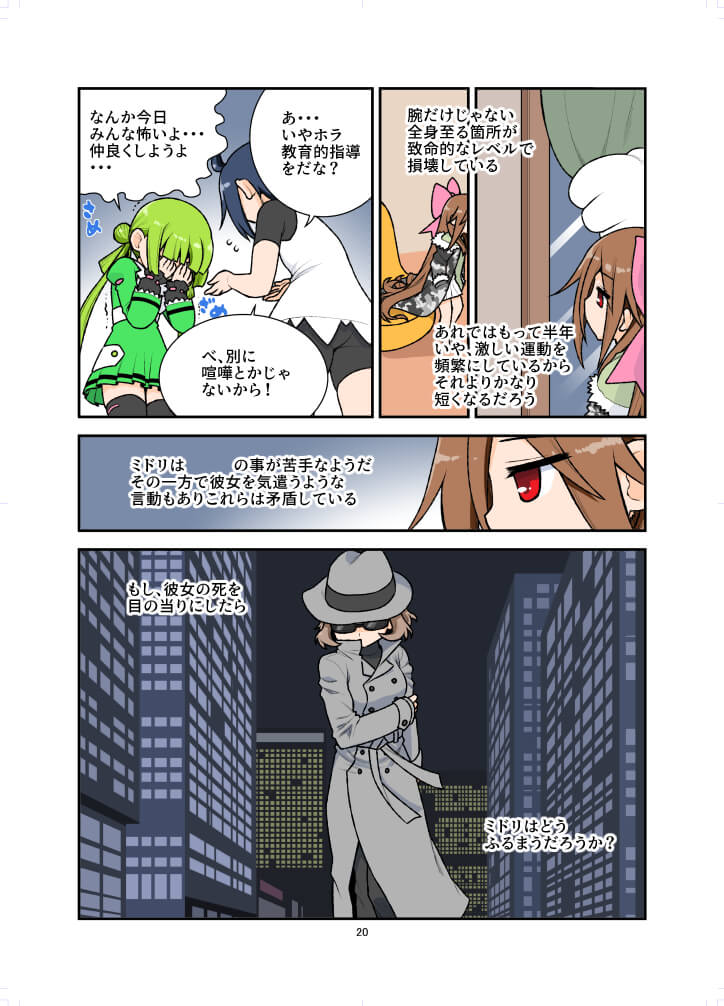 腕だけじゃない
全身至る箇所が
致命的なレベルで
損壊している
あれではもって半年
いや、激しい運動を
頻繁にしているから
それよりかなり
短くなるだろう
あ・・・
いやホラ
教育的指導
をだな？
なんか今日
みんな怖いよ・・・
仲良くしようよ
・・・
さめ
ざめ
べ、別に
喧嘩とかじゃ
ないから！
ミドリは　　　の事が苦手なようだ
その一方で彼女を気遣うような
言動もありこれらは矛盾している
もし、彼女の死を
目の当りにしたら
ミドリはどう
ふるまうだろうか？
20